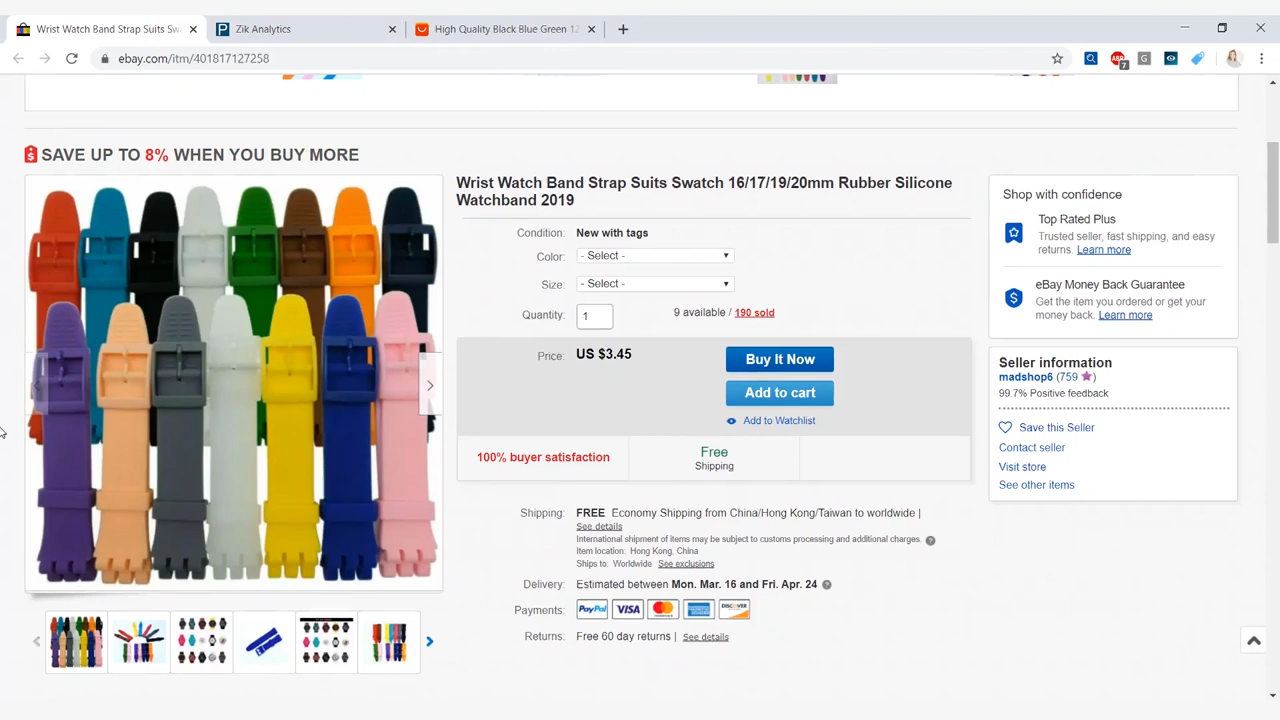 Wrist Watch Band Strap Suits Sw
Zik Analytics
High Quality Black Blue Green 12
ebay.com/itm/401817127258
ABP
7
G
SAVE UP TO 8% WHEN YOU BUY MORE
Wrist Watch Band Strap Suits Swatch 16/17/19/20mm Rubber Silicone
Watchband 2019
Condition: New with tags
Color: - Select -
Size: - Select -
Quantity: 1 9 available / 190 sold
Price: US $3.45
Buy It Now
Add to cart
Add to Watchlist
100% buyer satisfaction
Free
Shipping
Shipping: FREE Economy Shipping from China/Hong Kong/Taiwan to worldwide |
See details
International shipment of items may be subject to customs processing and additional charges.
Item location: Hong Kong, China
Ships to: Worldwide See exclusions
Delivery: Estimated between Mon. Mar. 16 and Fri. Apr. 24
Payments: PayPal VISA mastercard DISCOVER
Returns: Free 60 day returns | See details
Shop with confidence
Top Rated Plus
Trusted seller, fast shipping, and easy
returns. Learn more
eBay Money Back Guarantee
Get the item you ordered or get your
money back. Learn more
Seller information
madshop6 (759 )
99.7% Positive feedback
Save this Seller
Contact seller
Visit store
See other items